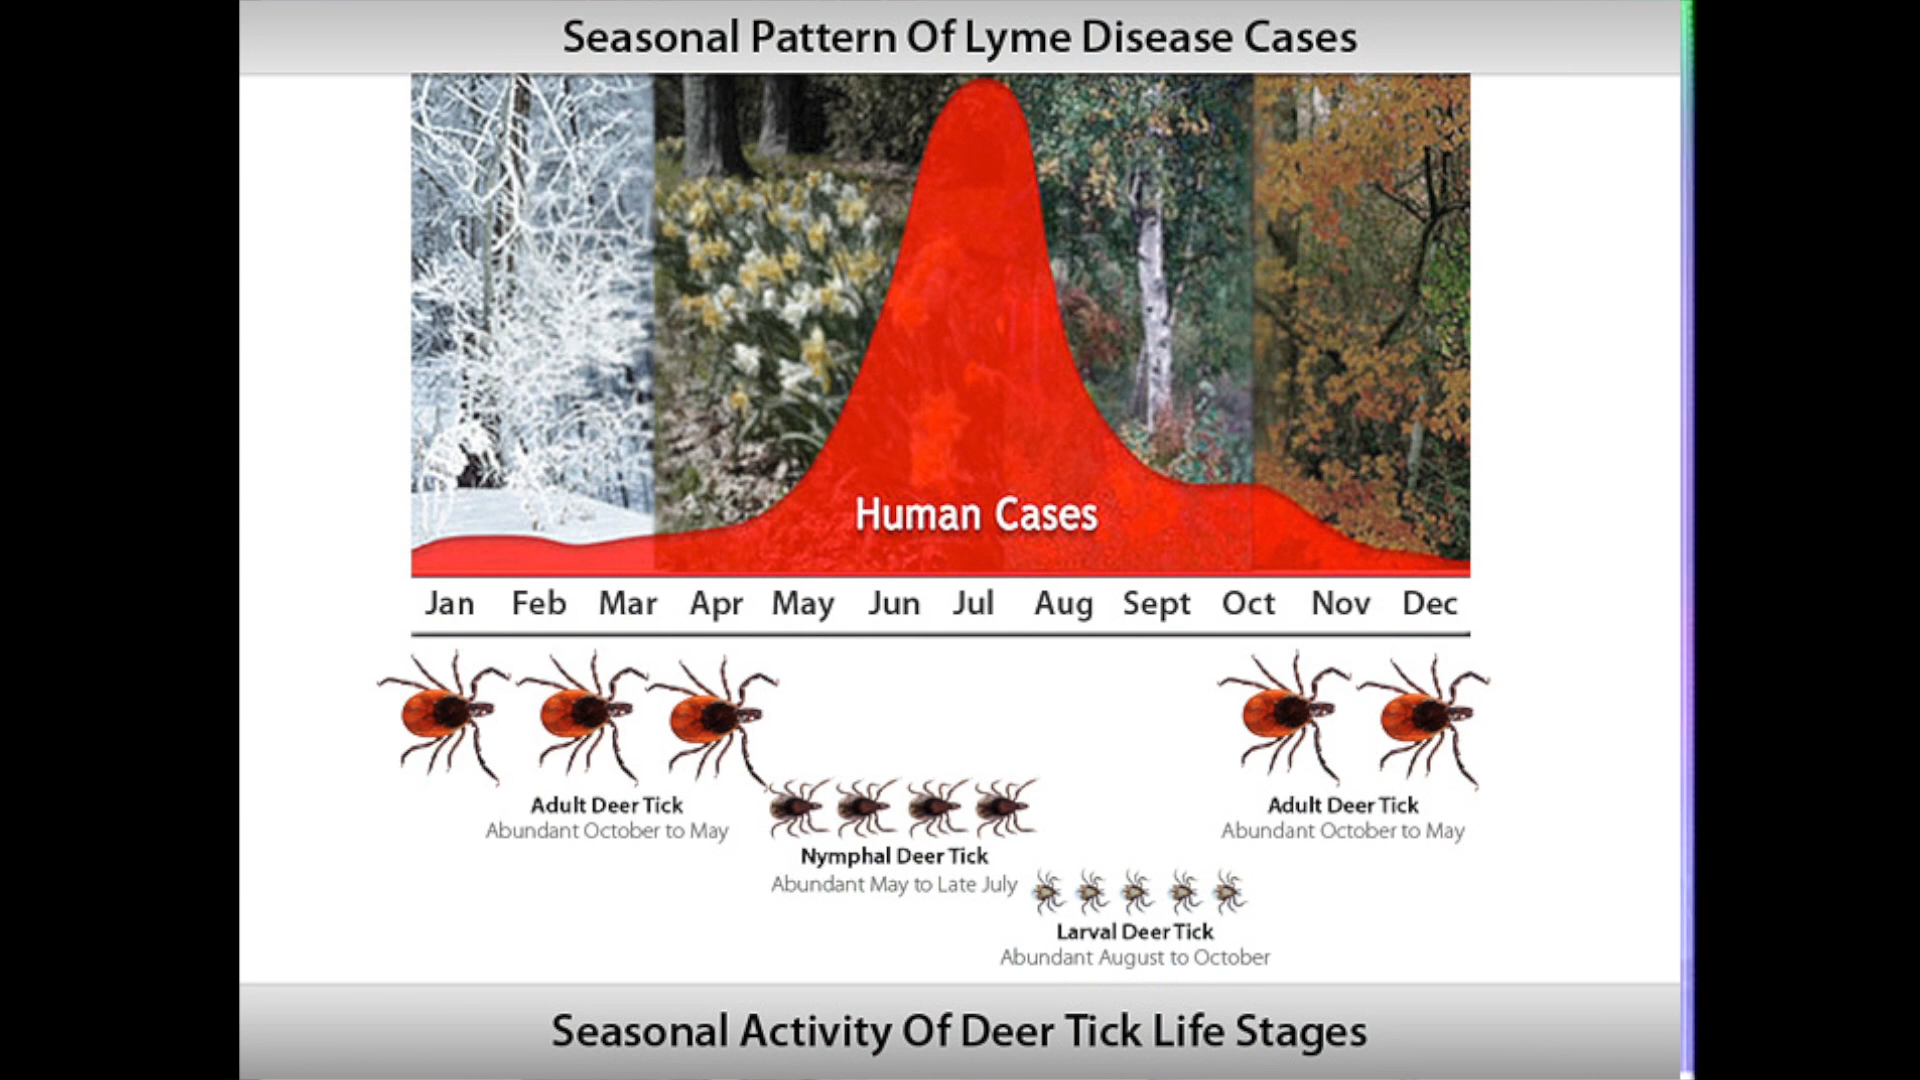 Seasonal Pattern Of Lyme Disease Cases
Human Cases
Jan Feb Mar Apr May Jun Jul Aug Sept Oct Nov Dec
Adult Deer Tick
Abundant October to May
Adult Deer Tick
Abundant October to May
Nymphal Deer Tick
Abundant May to Late July
Larval Deer Tick
Abundant August to October
Seasonal Activity Of Deer Tick Life Stages